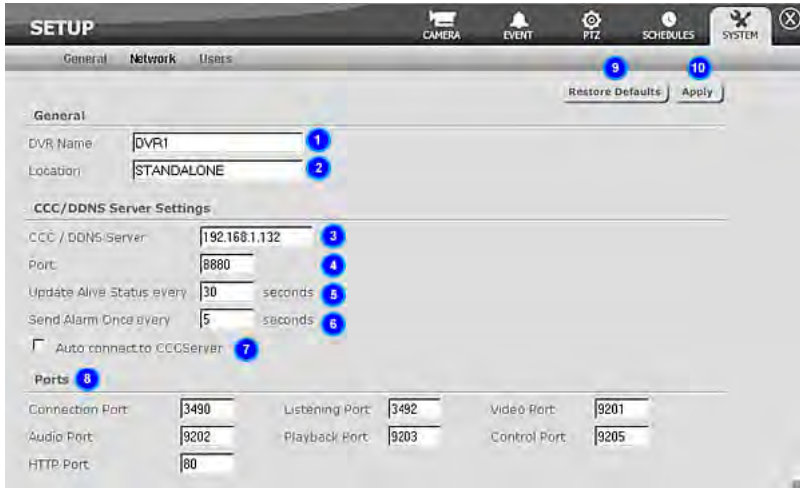 SETUP
CAMERA EVENT PTZ SCHEDULES SYSTEM
General Network Users
9 10
Restore Defaults Apply
General
DVR Name DVR1 1
Location STANDALONE 2
CCC/DDNS Server Settings
CCC / DDNS Server 192.168.1.132 3
Port 8880 4
Update Alive Status every 30 seconds 5
Send Alarm Once every 5 seconds 6
Auto connect to CCCServer 7
Ports 8
Connection Port 3490 Listening Port 3492 Video Port 9201
Audio Port 9202 Playback Port 9203 Control Port 9205
HTTP Port 80